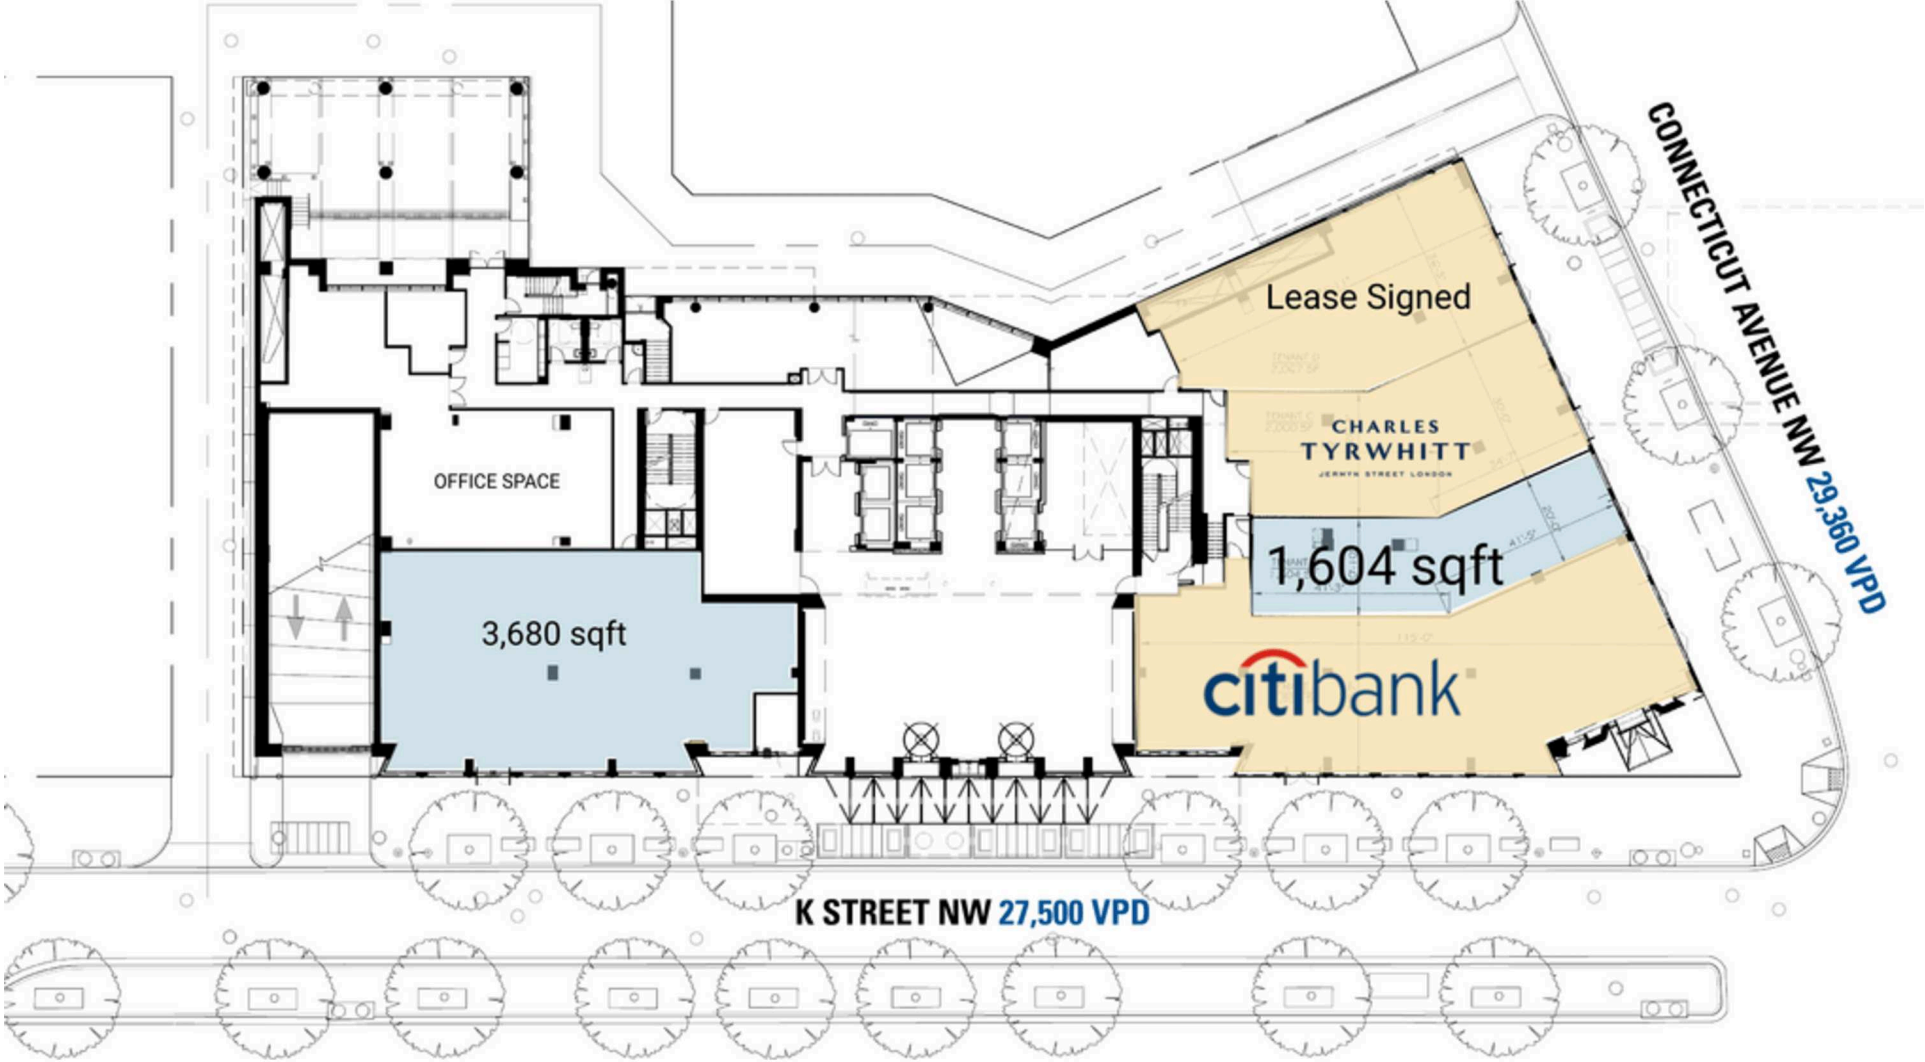 CONNECTICUT AVENUE NW 29,360 VPD
Lease Signed
CHARLES
TYRWHITT
JERMYN STREET LONDON
OFFICE SPACE
1,604 sqft
3,680 sqft
citibank
K STREET NW 27,500 VPD